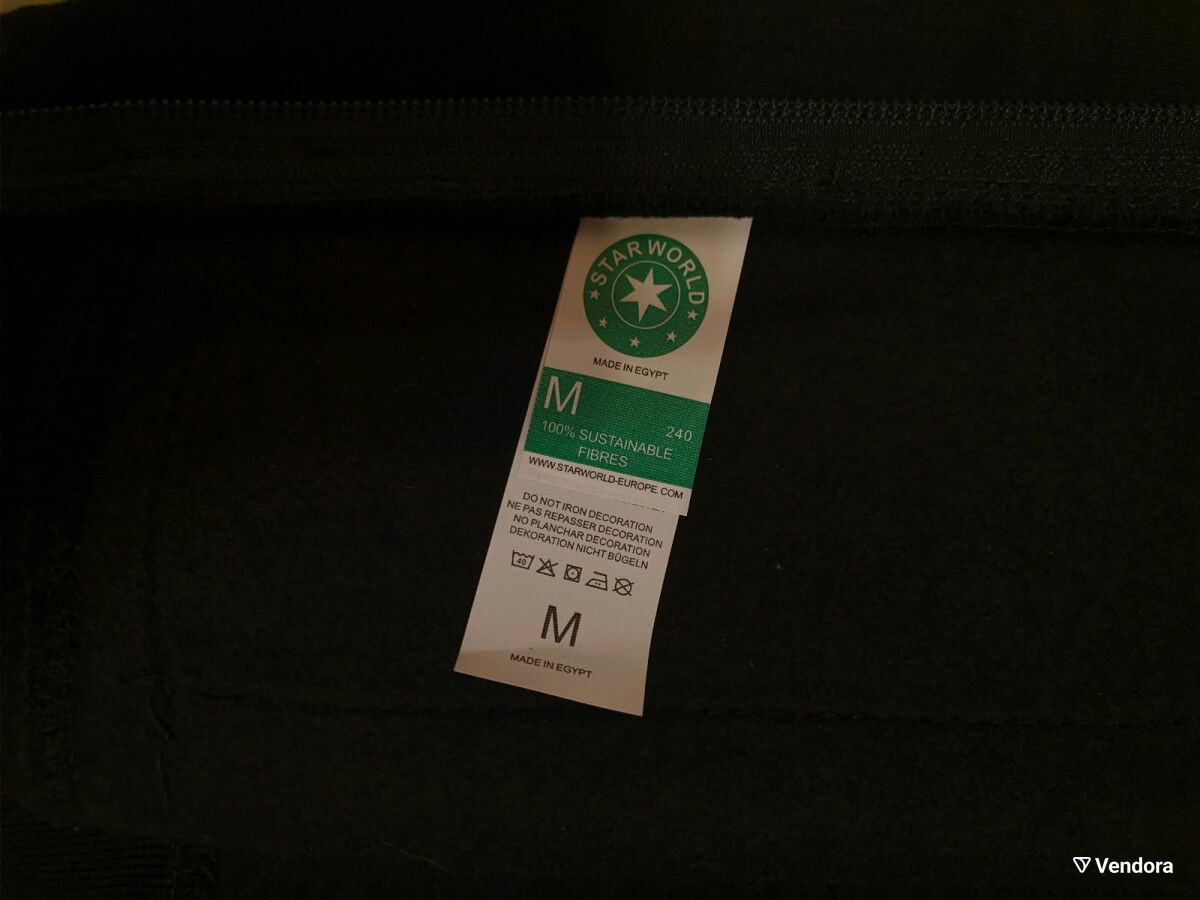 STAR WORLD
MADE IN EGYPT
M
240
100% SUSTAINABLE
FIBRES
WWW.STARWORLD-EUROPE.COM
DO NOT IRON DECORATION
NE PAS REPASSER DECORATION
NO PLANCHAR DECORATION
DEKORATION NICHT BÜGELN
40
M
MADE IN EGYPT
Vendora